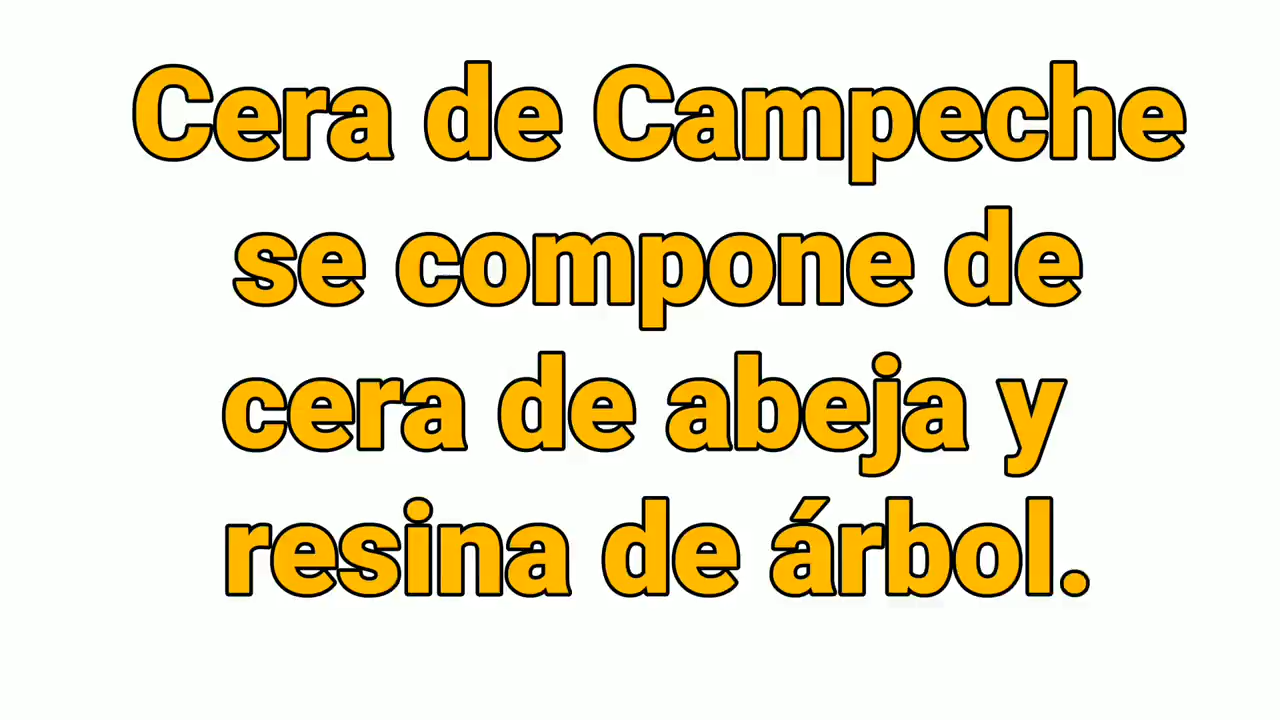 Cera de Campeche
se compone de
cera de abeja y
resina de árbol.